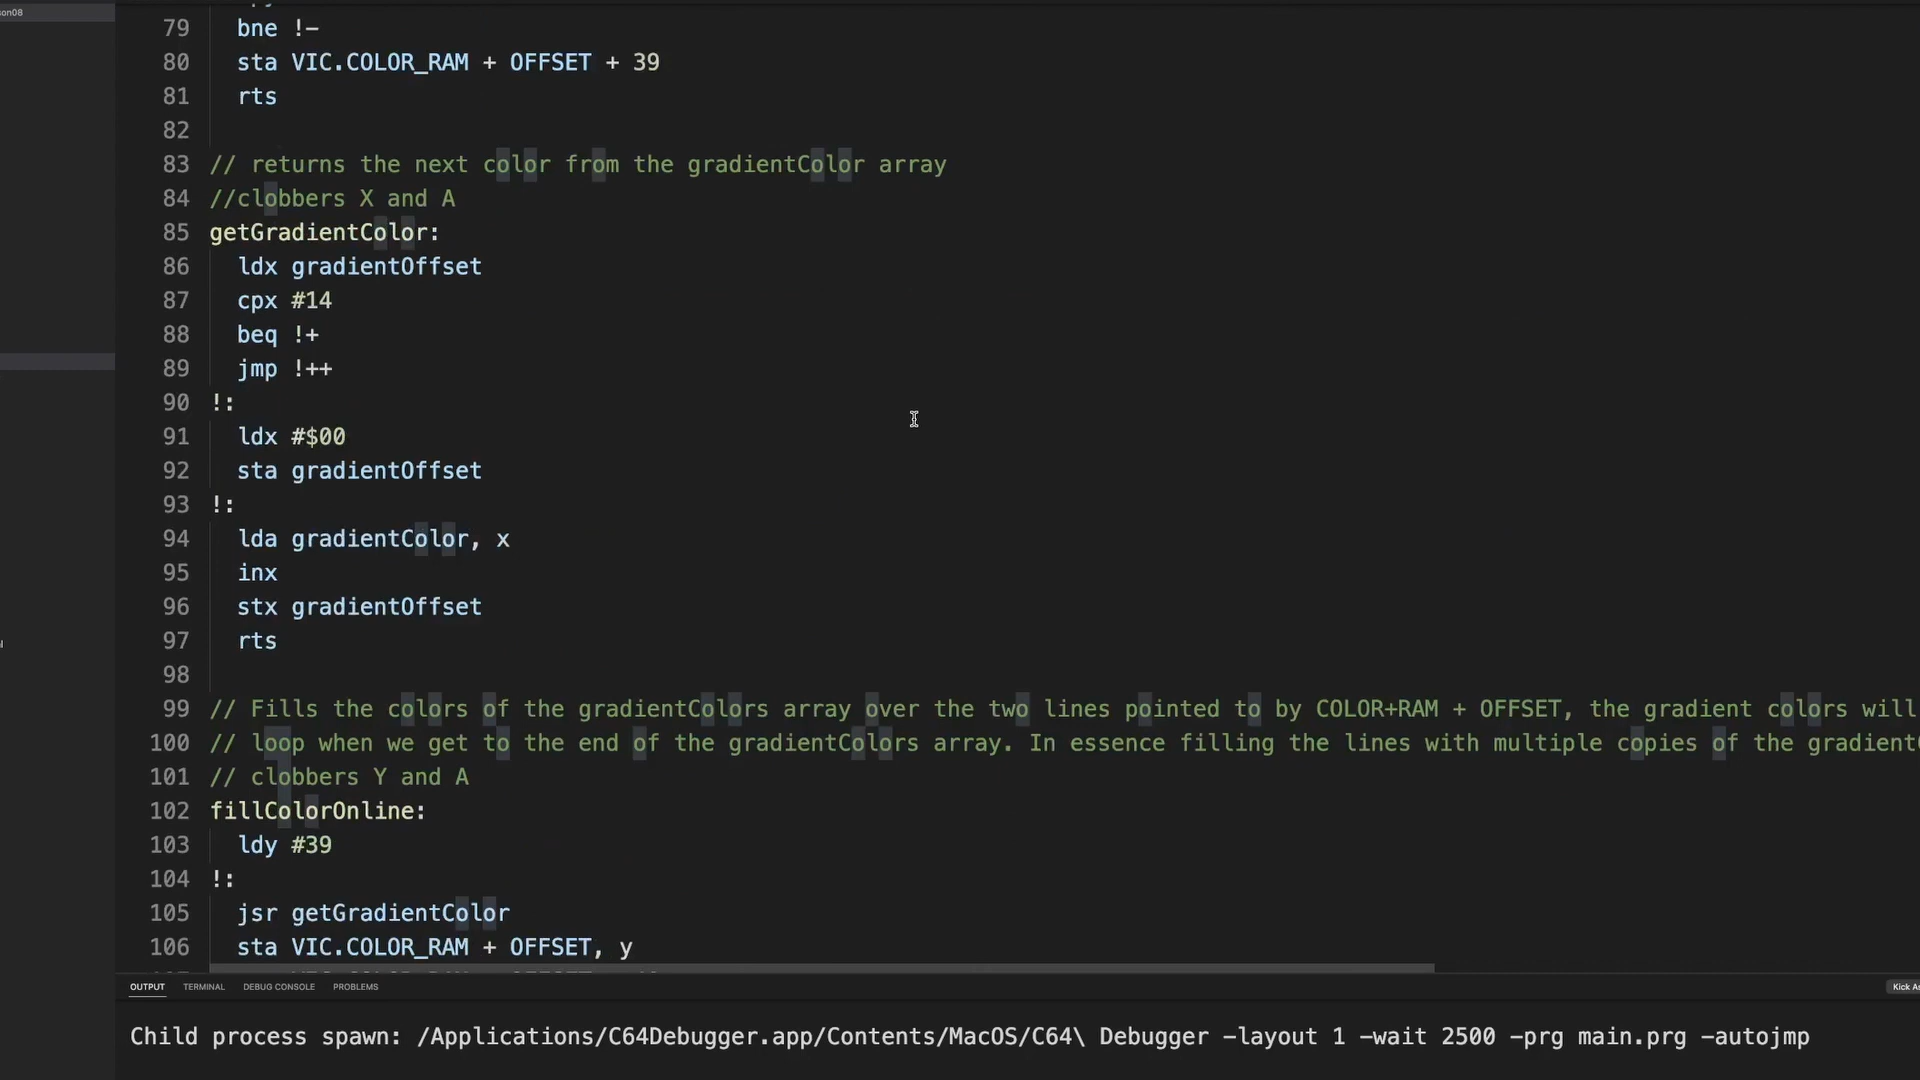 son08
79 bne !-
80 sta VIC.COLOR_RAM + OFFSET + 39
81 rts
82
83 // returns the next color from the gradientColor array
84 //clobbers X and A
85 getGradientColor:
86 ldx gradientOffset
87 cpx #14
88 beq !+
89 jmp !++
90 !:
91 ldx #$00
92 sta gradientOffset
93 !:
94 lda gradientColor, x
95 inx
96 stx gradientOffset
97 rts
98
99 // Fills the colors of the gradientColors array over the two lines pointed to by COLOR+RAM + OFFSET, the gradient colors will
100 // loop when we get to the end of the gradientColors array. In essence filling the lines with multiple copies of the gradient
101 // clobbers Y and A
102 fillColorOnline:
103 ldy #39
104 !:
105 jsr getGradientColor
106 sta VIC.COLOR_RAM + OFFSET, y
OUTPUT TERMINAL DEBUG CONSOLE PROBLEMS Kick As
Child process spawn: /Applications/C64Debugger.app/Contents/MacOS/C64\ Debugger -layout 1 -wait 2500 -prg main.prg -autojmp